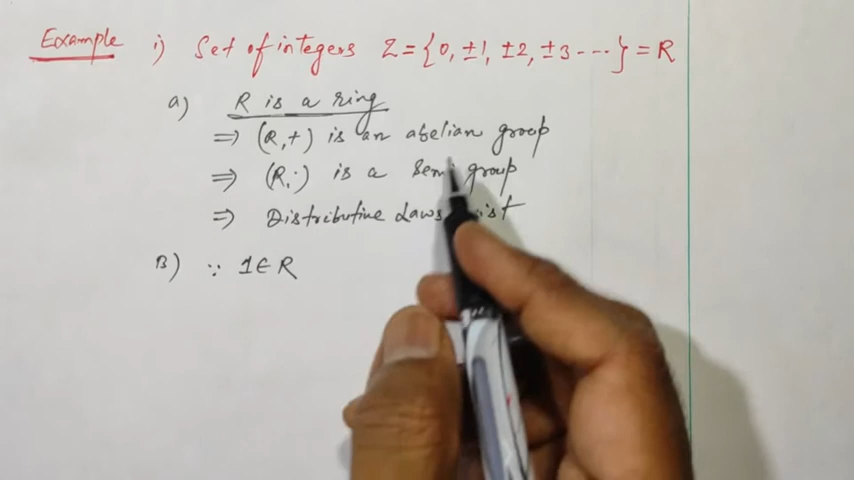 Example i) Set of integers Z = {0, ±1, ±2, ±3 ----} = R
a) R is a ring
⇒ (R,+) is an abelian group
⇒ (R,·) is a group
⇒ Distributive Laws
B) ∵ 1 ∈ R